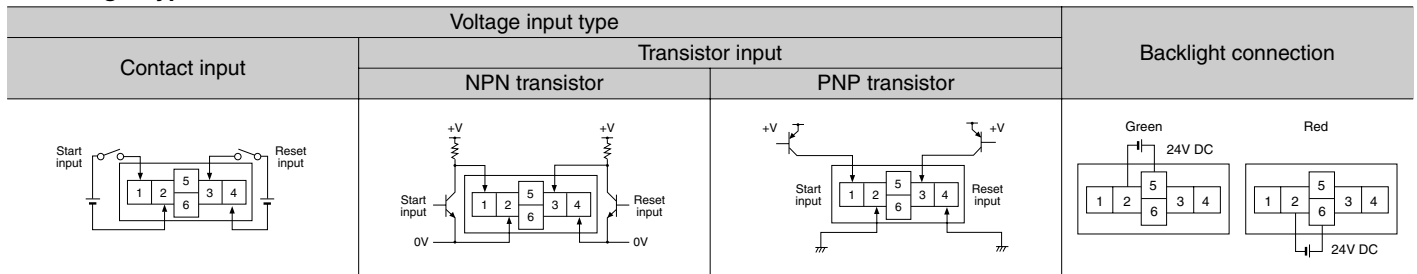 Voltage input type
Backlight connection
Contact input
Transistor input
NPN transistor
PNP transistor
Start
input
Reset
input
1 2 5 6 3 4
+V
+V
Start
input
Reset
input
1 2 5 6 3 4
0V
0V
+V
+V
Start
input
Reset
input
1 2 5 6 3 4
Green
24V DC
1 2 5 6 3 4
Red
1 2 5 6 3 4
24V DC